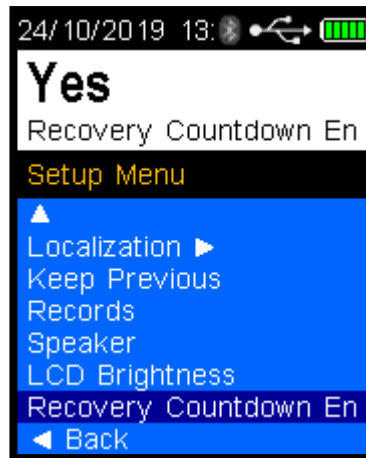 24/10/2019 13:
Yes
Recovery Countdown En
Setup Menu
Localization
Keep Previous
Records
Speaker
LCD Brightness
Recovery Countdown En
Back